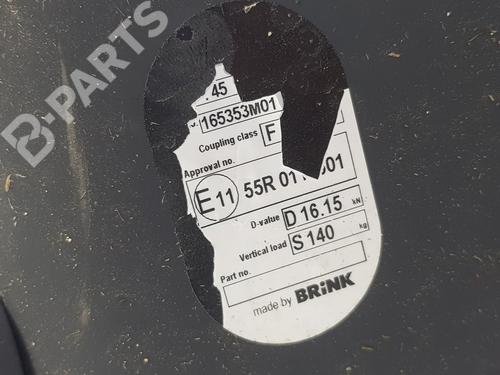 B-PARTS
45
165353M01
Coupling class F
Approval no.
E11 55R 01
D-value D 16.15 kN
Vertical load S 140 kg
Part no.
made by BRINK